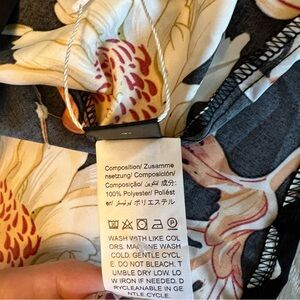 Composition/ Zusamme
nsetzung/ Composición/
Composição/ 成分:
100% Polyester/ Poliést
er/ ポリエステル
WASH WITH LIKE COL
ORS. MACHINE WASH
COLD. GENTLE CYCL
E. DO NOT BLEACH. T
UMBLE DRY LOW. LO
W IRON IF NEEDED. D
RYCLEANABLE IN GE
NTLE CYCLE.